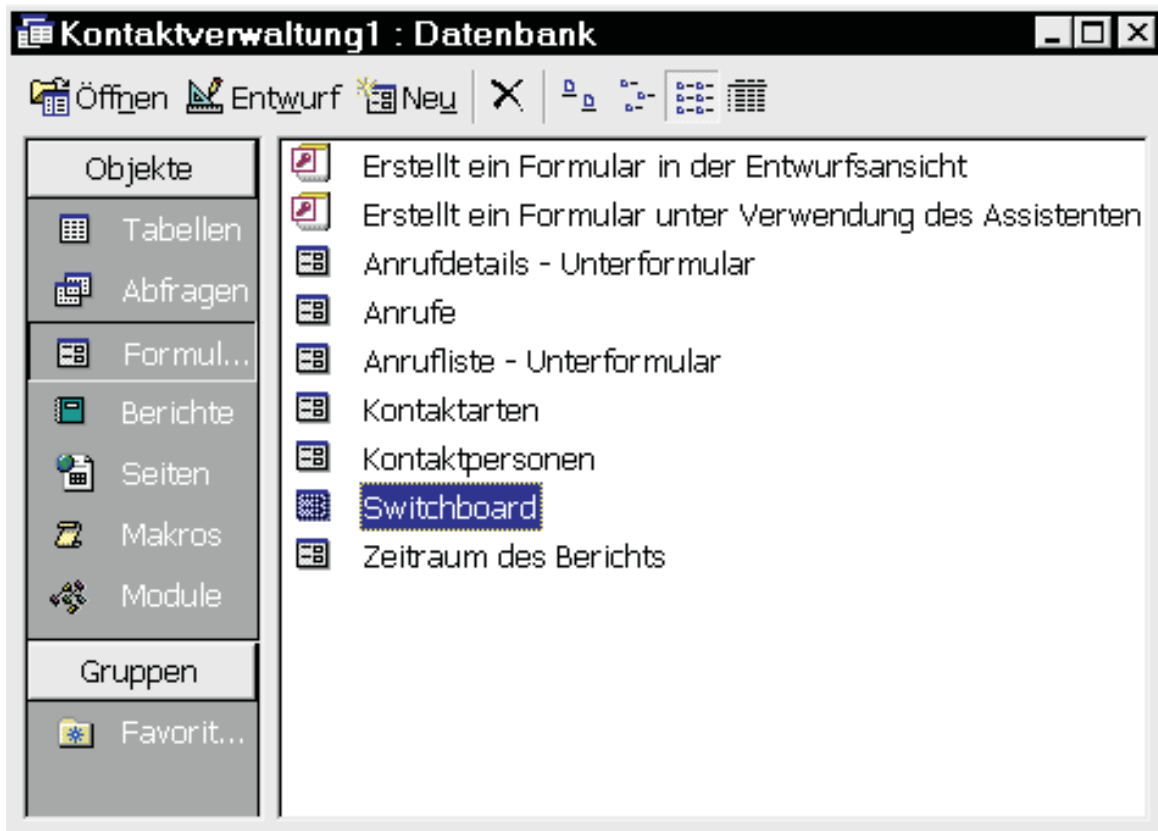 Kontaktverwaltung1 : Datenbank
Öffnen Entwurf Neu
Objekte
Tabellen
Abfragen
Formul...
Berichte
Seiten
Makros
Module
Gruppen
Favorit...
Erstellt ein Formular in der Entwurfsansicht
Erstellt ein Formular unter Verwendung des Assistenten
Anrufdetails - Unterformular
Anrufe
Anrufliste - Unterformular
Kontaktarten
Kontaktpersonen
Switchboard
Zeitraum des Berichts